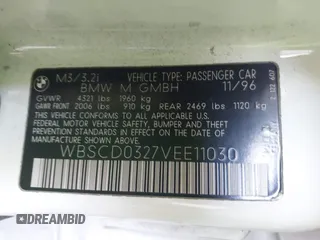 M3/3.2i VEHICLE TYPE: PASSENGER CAR
BMW M GMBH 11/96
GVWR 4321 lbs 1960 kg
GAWR FRONT 2006 lbs 910 kg REAR 2469 lbs 1120 kg
THIS VEHICLE CONFORMS TO ALL APPLICABLE U.S.
FEDERAL MOTOR VEHICLE SAFETY, BUMPER, AND
THEFT PREVENTION STANDARDS IN EFFECT ON THE
DATE OF MANUFACTURE SHOWN ABOVE.
WBSCD0327VEE11030
DREAMBID